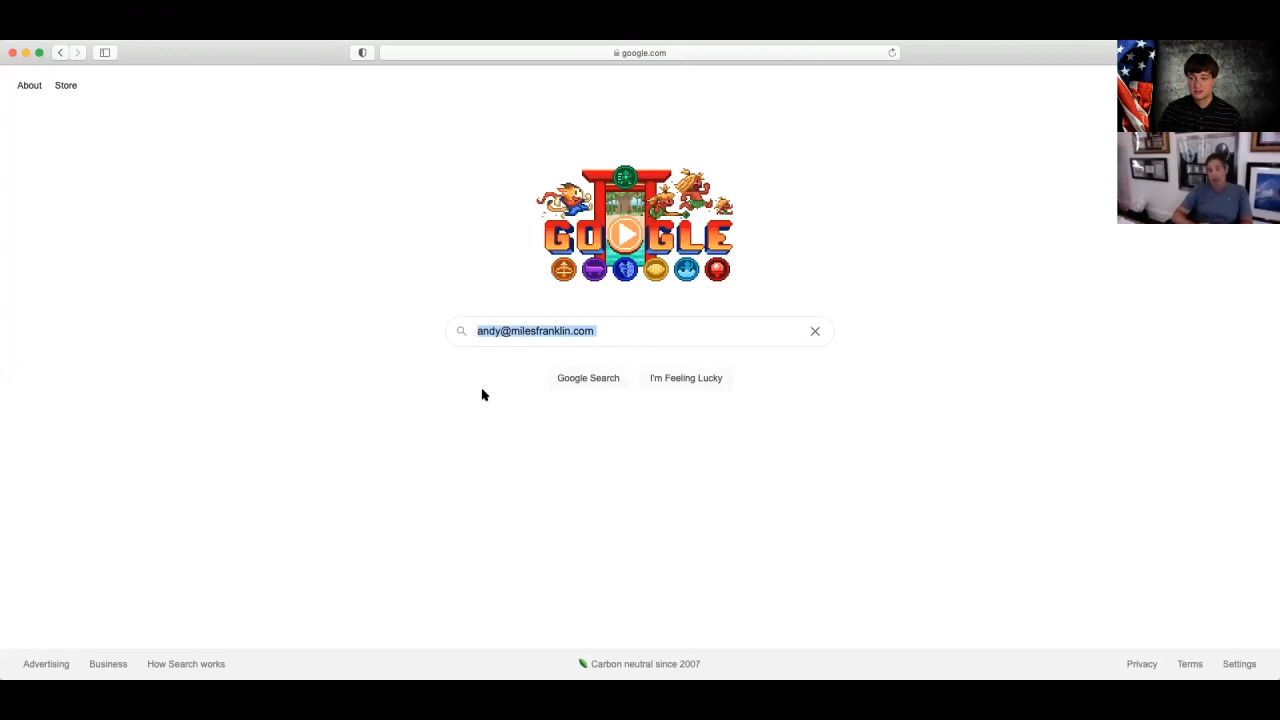 google.com
About Store
GOOGLE
andy@milesfranklin.com
Google Search I'm Feeling Lucky
Advertising Business How Search works Carbon neutral since 2007 Privacy Terms Settings